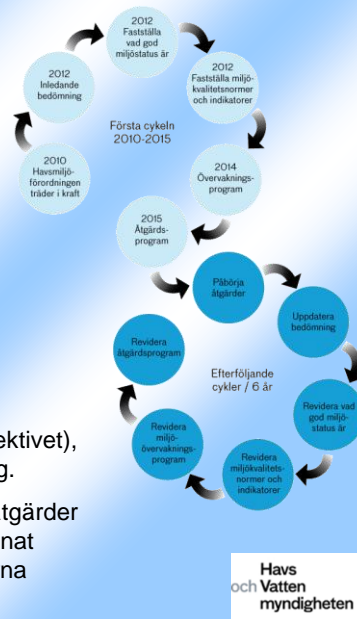 2010
Havsmiljö-
förordningen
träder i kraft
2012
Inledande
bedömning
2012
Fastställa
vad god
miljöstatus är
2012
Fastställa miljö-
kvalitetsnormer
och indikatorer
Första cykeln
2010-2015
2014
Övervaknings-
program
2015
Åtgärds-
program
Påbörja
åtgärder
Uppdatera
bedömning
Revidera vad
god miljö-
status är
Revidera
miljökvalitets-
normer och
indikatorer
Revidera
miljö-
övervaknings-
program
Revidera
åtgärdsprogram
Efterföljande
cykler / 6 år
ektivet),
g.
åtgärder
nat
na
Havs
och Vatten
myndigheten